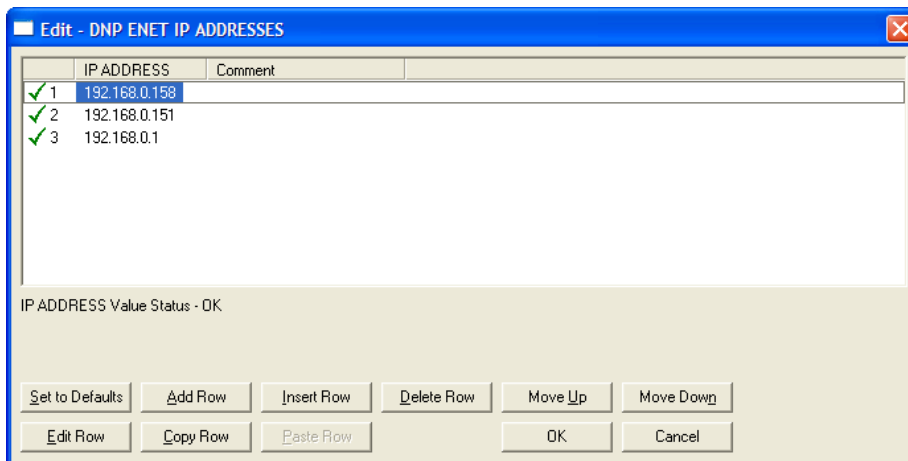 Edit - DNP ENET IP ADDRESSES
IP ADDRESS Comment
1 192.168.0.158
2 192.168.0.151
3 192.168.0.1
IP ADDRESS Value Status - OK
Set to Defaults Add Row Insert Row Delete Row Move Up Move Down
Edit Row Copy Row Paste Row OK Cancel